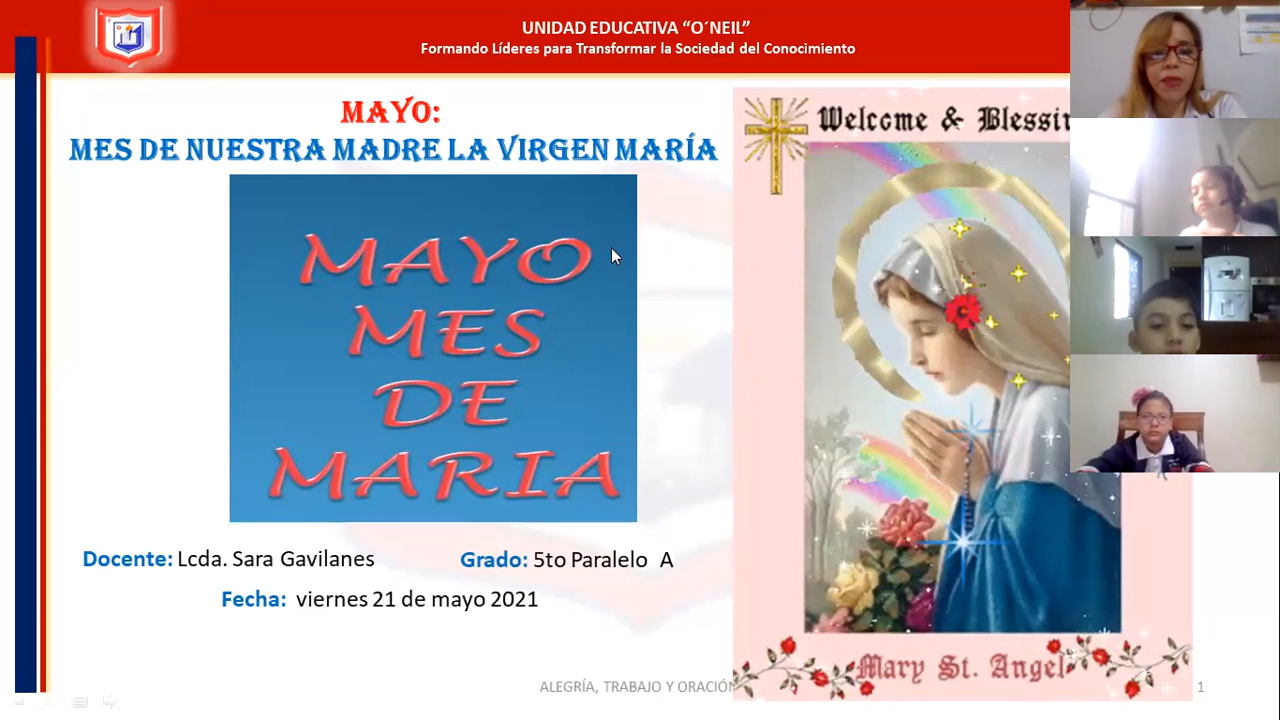 UNIDAD EDUCATIVA “O´NEIL”
Formando Líderes para Transformar la Sociedad del Conocimiento
MAYO:
MES DE NUESTRA MADRE LA VIRGEN MARÍA
MAYO
MES
DE
MARIA
Docente: Lcda. Sara Gavilanes
Grado: 5to Paralelo A
Fecha: viernes 21 de mayo 2021
Welcome & Blessin
Mary St. Angel
ALEGRÍA, TRABAJO Y ORACIÓN
1